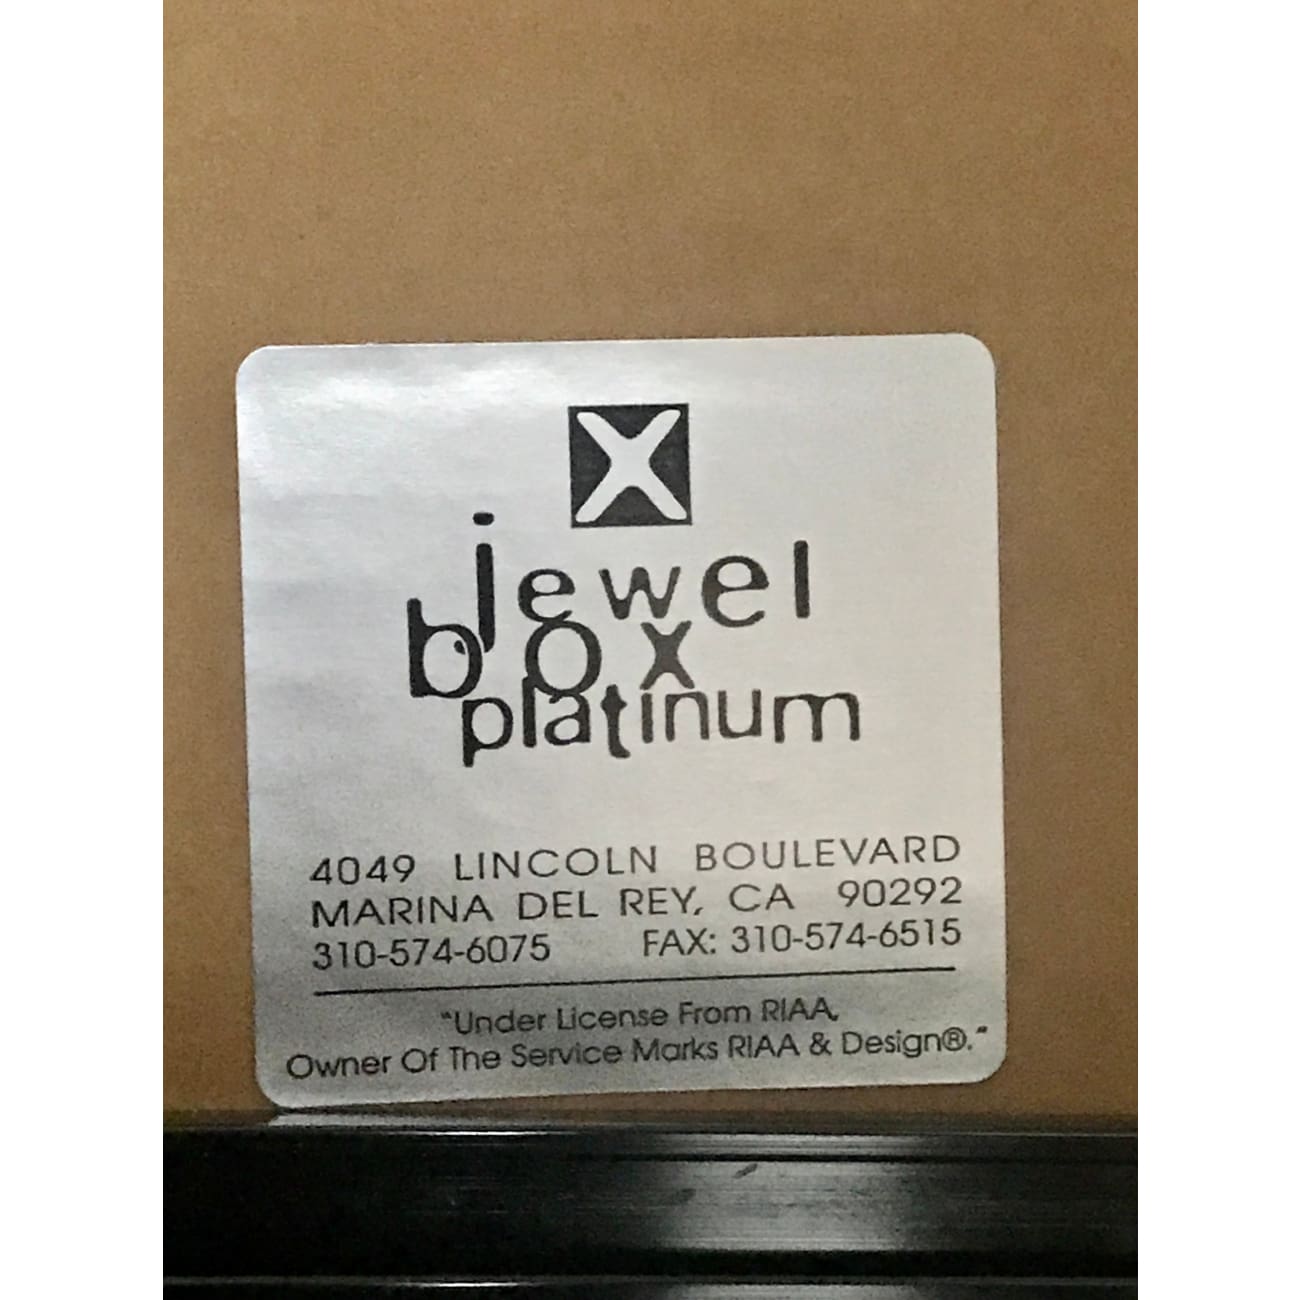 X
jewel
box
platinum
4049 LINCOLN BOULEVARD
MARINA DEL REY, CA 90292
310-574-6075 FAX: 310-574-6515
"Under License From RIAA,
Owner Of The Service Marks RIAA & Design®."